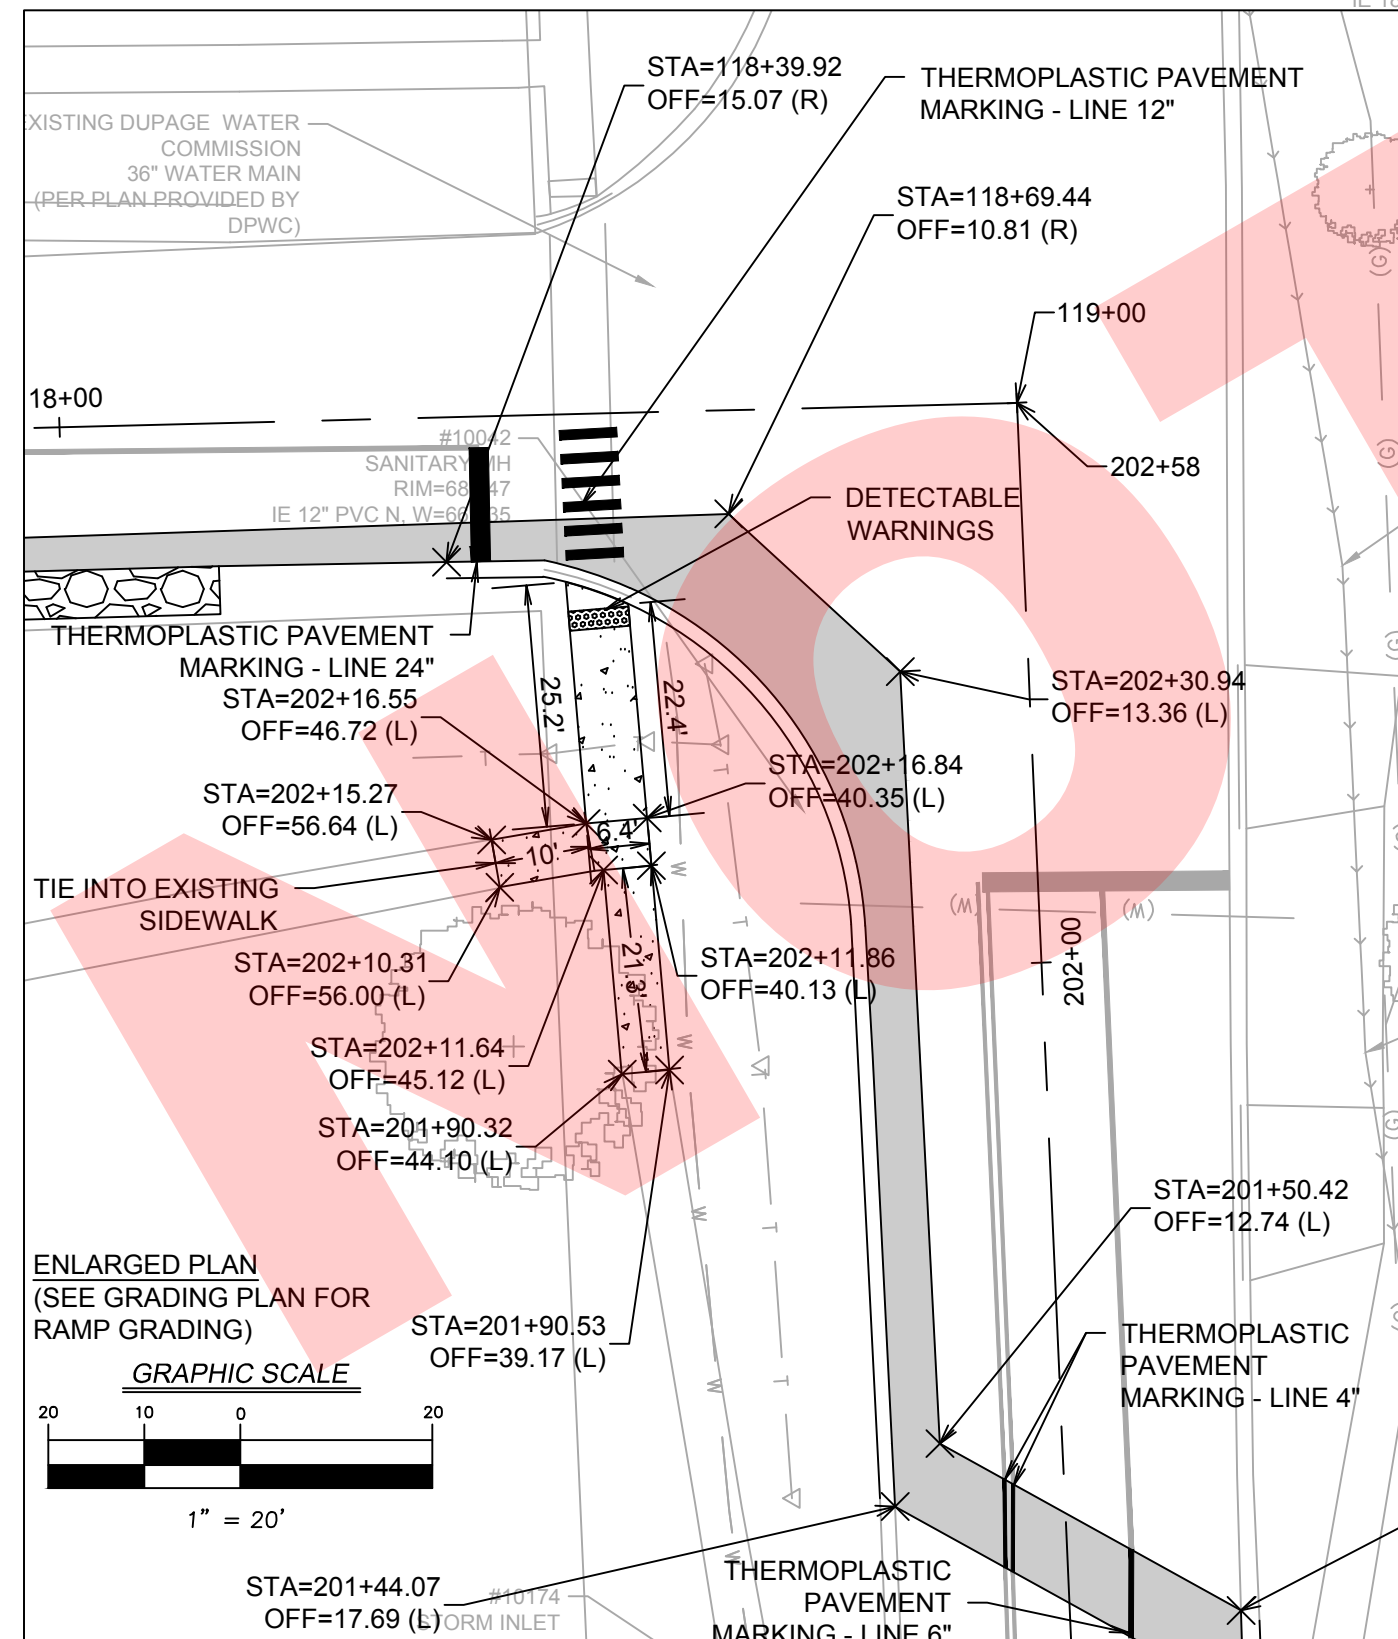 STA=118+39.92
OFF=15.07 (R)
THERMOPLASTIC PAVEMENT
MARKING - LINE 12"
EXISTING DUPAGE WATER
COMMISSION
36" WATER MAIN
(PER PLAN PROVIDED BY
DPWC)
STA=118+69.44
OFF=10.81 (R)
119+00
18+00
202+58
#10042
SANITARY MH
IE 12" PVC N, W=
DETECTABLE
WARNINGS
THERMOPLASTIC PAVEMENT
MARKING - LINE 24"
STA=202+16.55
OFF=46.72 (L)
25.2'
22.4'
STA=202+30.94
OFF=13.36 (L)
STA=202+16.84
OFF=40.35 (L)
STA=202+15.27
OFF=56.64 (L)
6.4'
10'
TIE INTO EXISTING
SIDEWALK
(W)
(W)
STA=202+10.31
OFF=56.00 (L)
21.3'
STA=202+11.86
OFF=40.13 (L)
202+00
STA=202+11.64
OFF=45.12 (L)
STA=201+90.32
OFF=44.10 (L)
STA=201+50.42
OFF=12.74 (L)
ENLARGED PLAN
(SEE GRADING PLAN FOR
RAMP GRADING)
STA=201+90.53
OFF=39.17 (L)
THERMOPLASTIC
PAVEMENT
MARKING - LINE 4"
GRAPHIC SCALE
20 10 0 20
1" = 20'
STA=201+44.07
OFF=17.69 (L)
#10174
STORM INLET
THERMOPLASTIC
PAVEMENT
MARKING - LINE 6"
(G)
(G)
(G)
(G)
(G)
W
W
W
W
W
W
T
T
T
T
T
NOT